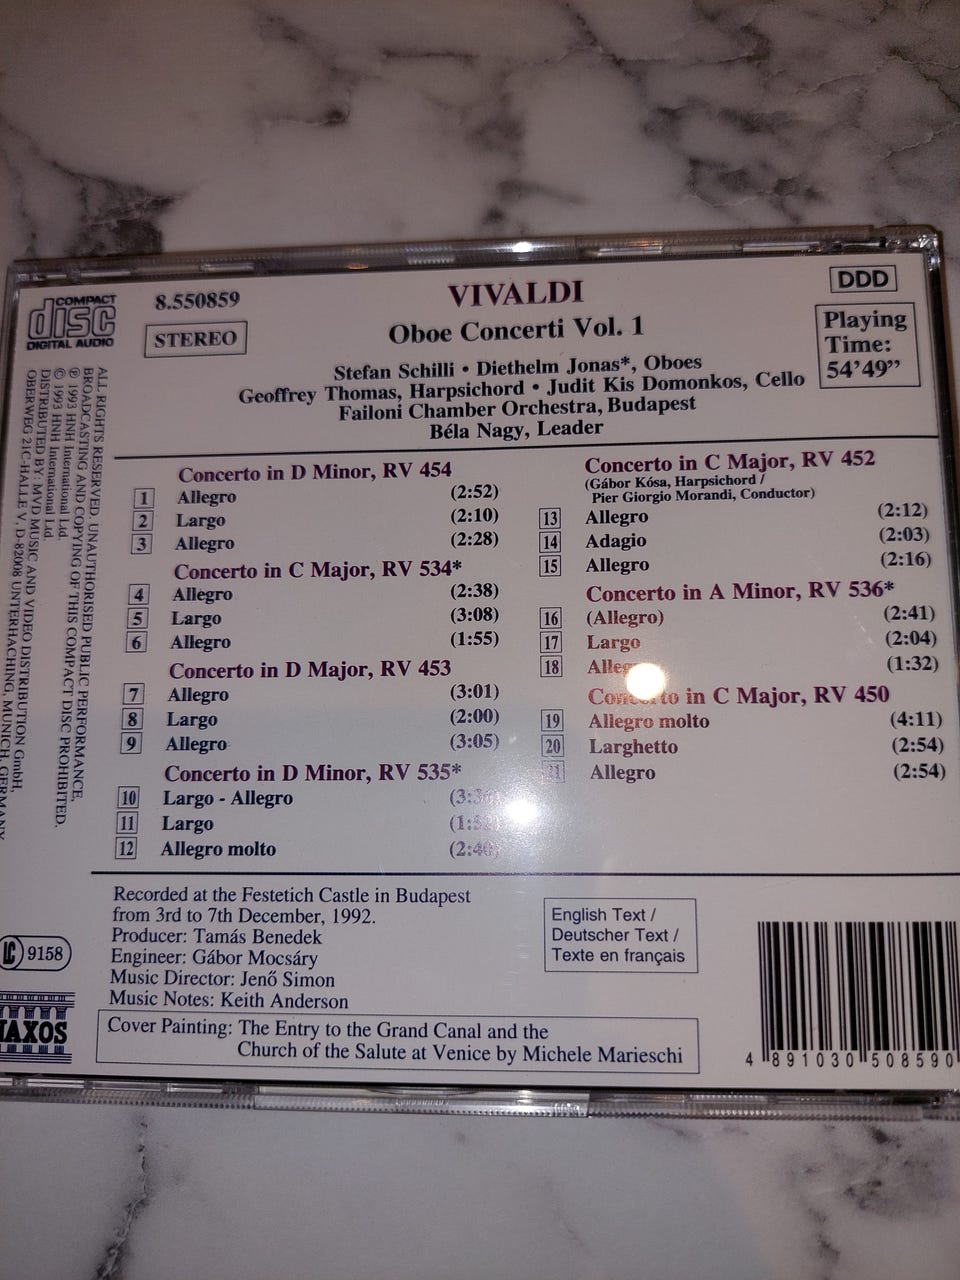 COMPACT
disc
DIGITAL AUDIO
8.550859
STEREO
VIVALDI
Oboe Concerti Vol. 1
DDD
Playing
Time:
54’49”
Stefan Schilli • Diethelm Jonas*, Oboes
Geoffrey Thomas, Harpsichord • Judit Kis Domonkos, Cello
Failoni Chamber Orchestra, Budapest
Béla Nagy, Leader
Concerto in D Minor, RV 454
1 Allegro (2:52)
2 Largo (2:10)
3 Allegro (2:28)
Concerto in C Major, RV 534*
4 Allegro (2:38)
5 Largo (3:08)
6 Allegro (1:55)
Concerto in D Major, RV 453
7 Allegro (3:01)
8 Largo (2:00)
9 Allegro (3:05)
Concerto in D Minor, RV 535*
10 Largo - Allegro
11 Largo
12 Allegro molto
Concerto in C Major, RV 452
(Gábor Kósa, Harpsichord /
Pier Giorgio Morandi, Conductor)
13 Allegro (2:12)
14 Adagio (2:03)
15 Allegro (2:16)
Concerto in A Minor, RV 536*
16 (Allegro) (2:41)
17 Largo (2:04)
18 Allegro (1:32)
Concerto in C Major, RV 450
19 Allegro molto (4:11)
20 Larghetto (2:54)
21 Allegro (2:54)
Recorded at the Festetich Castle in Budapest
from 3rd to 7th December, 1992.
Producer: Tamás Benedek
Engineer: Gábor Mocsáry
Music Director: Jenő Simon
Music Notes: Keith Anderson
English Text /
Deutscher Text /
Texte en français
Cover Painting: The Entry to the Grand Canal and the
Church of the Salute at Venice by Michele Marieschi
4 891030 508590
LC 9158
NAXOS
ALL RIGHTS RESERVED. UNAUTHORISED PUBLIC PERFORMANCE,
BROADCASTING AND COPYING OF THIS COMPACT DISC PROHIBITED.
℗ 1993 HNH International Ltd.
© 1993 HNH International Ltd.
DISTRIBUTED BY: MVD MUSIC AND VIDEO DISTRIBUTION GmbH,
OBERWEG 21C-HALLE V, D-82008 UNTERHACHING, MUNICH, GERMANY